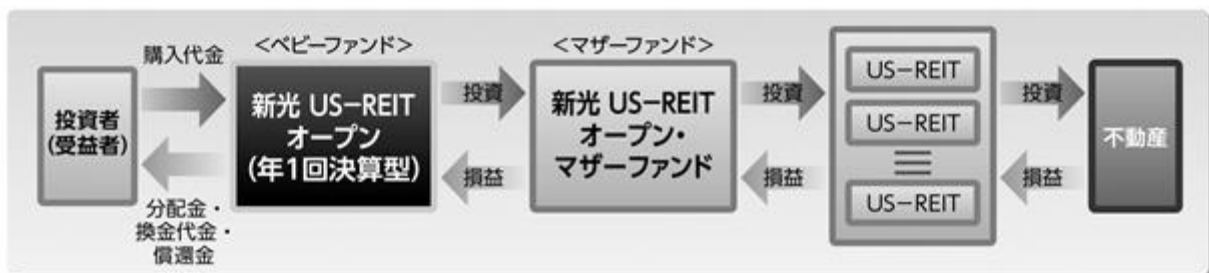 投資者
(受益者)
購入代金
分配金・
換金代金・
償還金
<ベビーファンド>
新光 US-REIT
オープン
(年1回決算型)
投資
損益
<マザーファンド>
新光 US-REIT
オープン・
マザーファンド
投資
損益
US-REIT
US-REIT
US-REIT
投資
損益
不動産